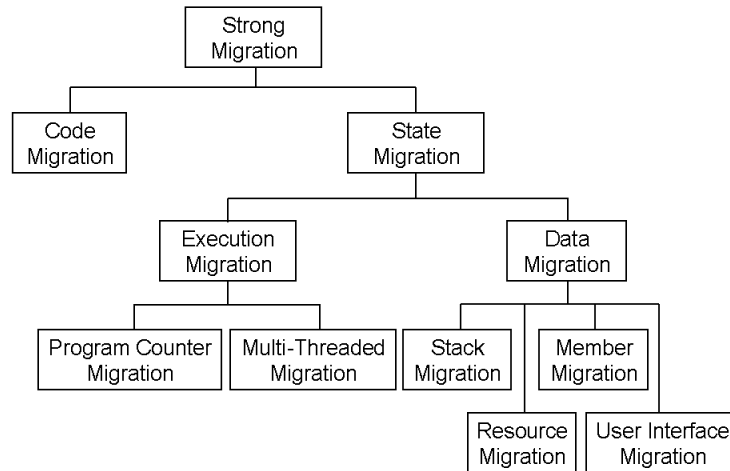 Strong
Migration
Code
Migration
State
Migration
Execution
Migration
Data
Migration
Program Counter
Migration
Multi-Threaded
Migration
Stack
Migration
Member
Migration
Resource
Migration
User Interface
Migration